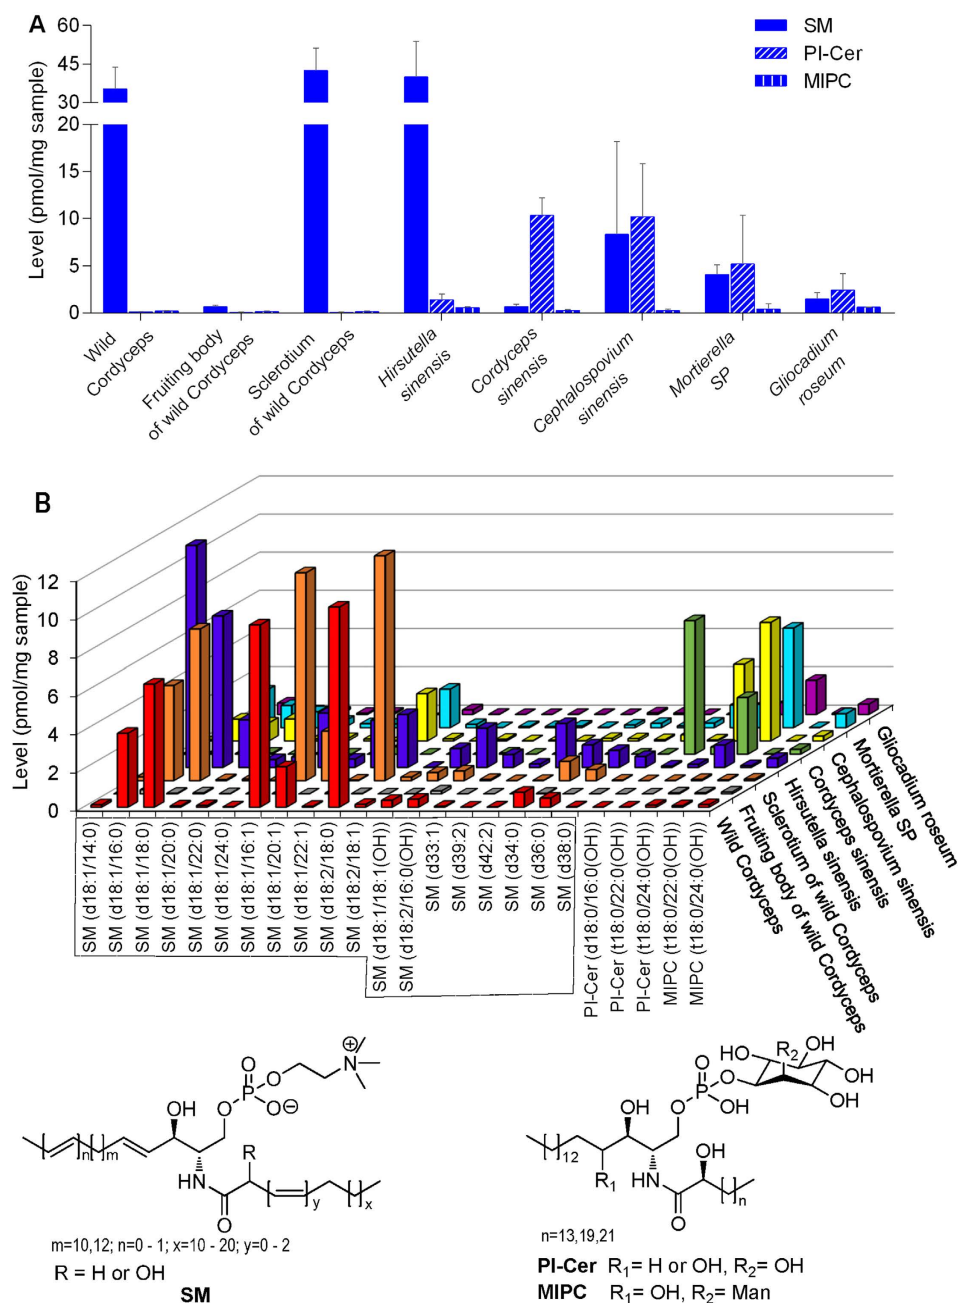 A
SM
PI-Cer
MIPC
Level (pmol/mg sample)
60
45
30
20
15
10
5
0
Wild
Cordyceps
Fruiting body
of wild Cordyceps
Sclerotium
of wild Cordyceps
Hirsutella
sinensis
Cordyceps
sinensis
Cephalospovium
sinensis
Mortierella
SP
Gliocadium
roseum
B
Level (pmol/mg sample)
12
10
8
6
4
2
0
SM (d18:1/14:0)
SM (d18:1/16:0)
SM (d18:1/18:0)
SM (d18:1/20:0)
SM (d18:1/22:0)
SM (d18:1/24:0)
SM (d18:1/16:1)
SM (d18:1/20:1)
SM (d18:1/22:1)
SM (d18:2/18:0)
SM (d18:2/18:1)
SM (d18:1/18:1(OH))
SM (d18:2/16:0(OH))
SM (d33:1)
SM (d39:2)
SM (d42:2)
SM (d34:0)
SM (d36:0)
SM (d38:0)
PI-Cer (d18:0/16:0(OH))
PI-Cer (t18:0/22:0(OH))
PI-Cer (t18:0/24:0(OH))
MIPC (t18:0/22:0(OH))
MIPC (t18:0/24:0(OH))
Wild Cordyceps
Fruiting body of wild Cordyceps
Sclerotium of wild Cordyceps
Hirsutella sinensis
Cordyceps sinensis
Cephalospovium sinensis
Mortierella SP
Gliocadium roseum
OH
O
P
O
O⊖
O
N
⊕
R
HN
O
n
m
y
x
m=10,12; n=0 - 1; x=10 - 20; y=0 - 2
R = H or OH
SM
OH
R2
OH
HO
HO
OH
OH
O
O
P
OH
O
OH
12
R1
HN
O
n
n=13,19,21
PI-Cer R1= H or OH, R2= OH
MIPC R1= OH, R2= Man